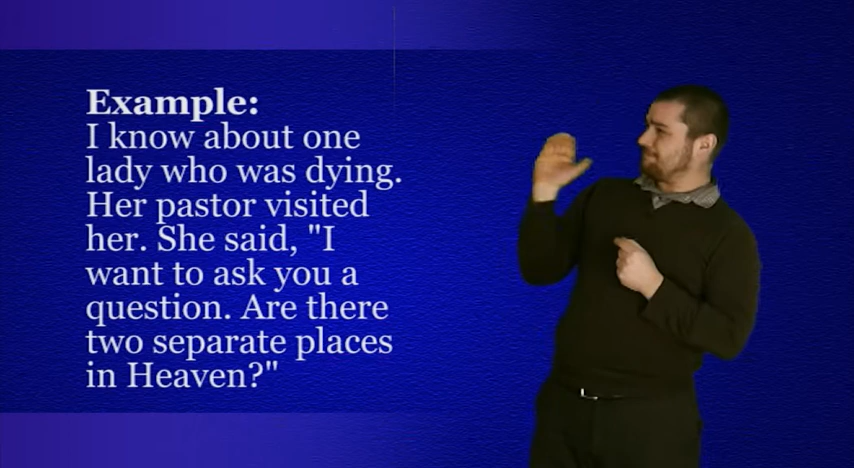 Example:
I know about one
lady who was dying.
Her pastor visited
her. She said, "I
want to ask you a
question. Are there
two separate places
in Heaven?"